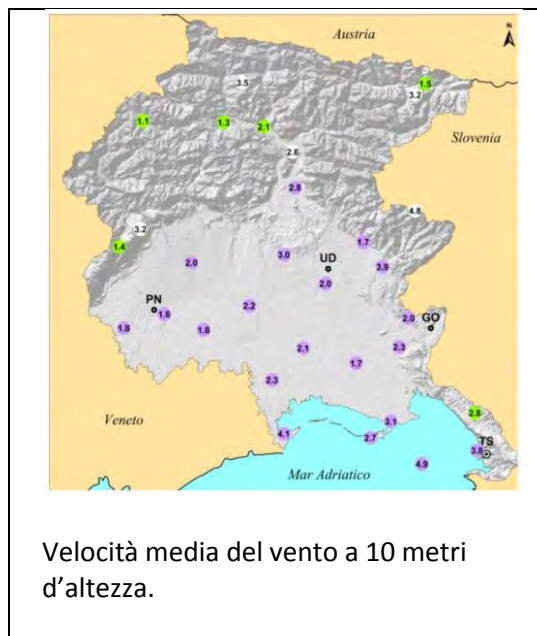 N
Austria
3.5
1.5
3.2
1.1
1.3
2.1
Slovenia
2.6
2.8
4.8
3.2
1.4
1.7
2.0
3.0
UD
3.9
2.0
PN
2.2
1.6
2.0
GO
1.8
1.8
2.1
2.3
1.7
2.3
2.8
Veneto
3.1
4.1
2.7
3.8
TS
4.9
Mar Adriatico
Velocità media del vento a 10 metri
d’altezza.